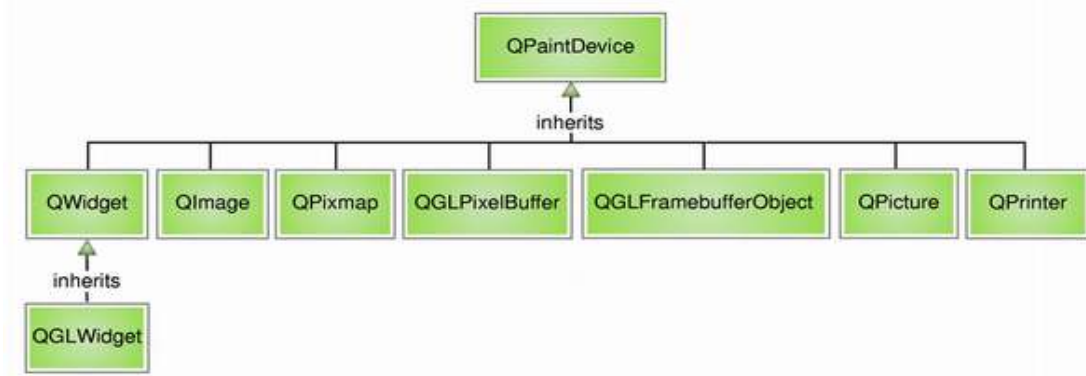 QPaintDevice
inherits
QWidget
QImage
QPixmap
QGLPixelBuffer
QGLFramebufferObject
QPicture
QPrinter
inherits
QGLWidget